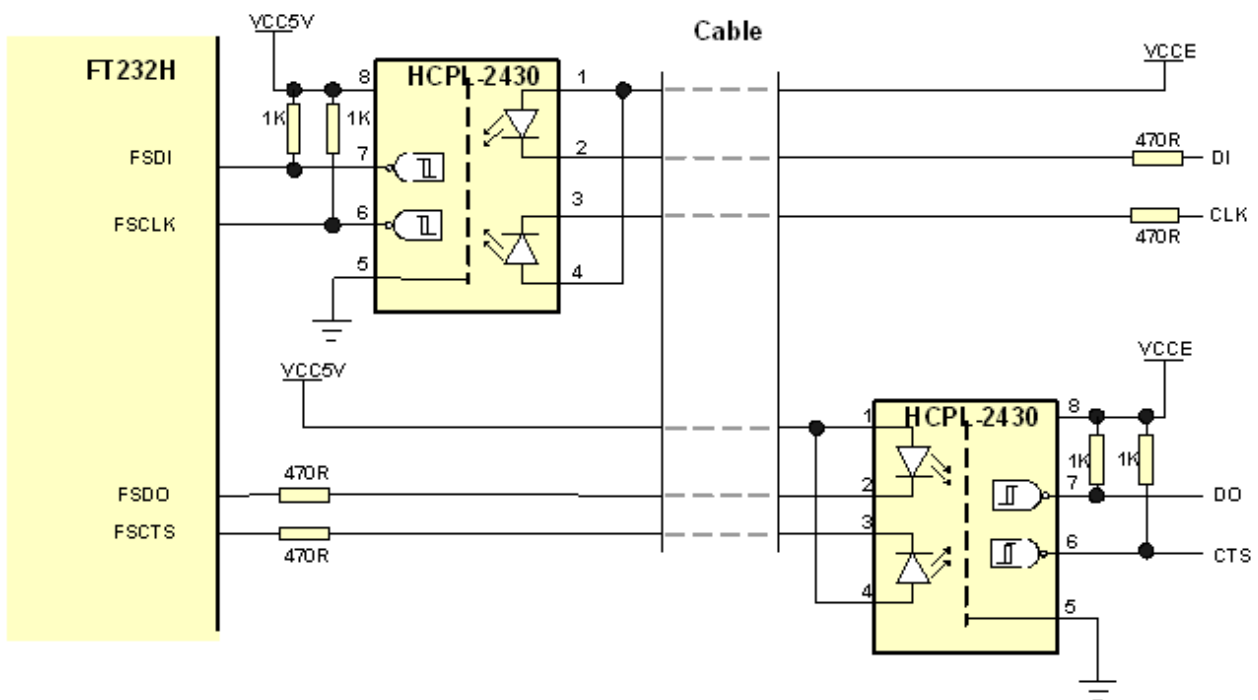 VCC5V
Cable
VCCE
FT232H
8
HCPL-2430
1
1K
1K
470R
FSDI
7
2
DI
3
FSCLK
6
CLK
470R
5
4
VCC5V
VCCE
1
HCPL-2430
8
470R
1K
1K
FSDO
2
7
DO
FSCTS
3
6
CTS
470R
4
5